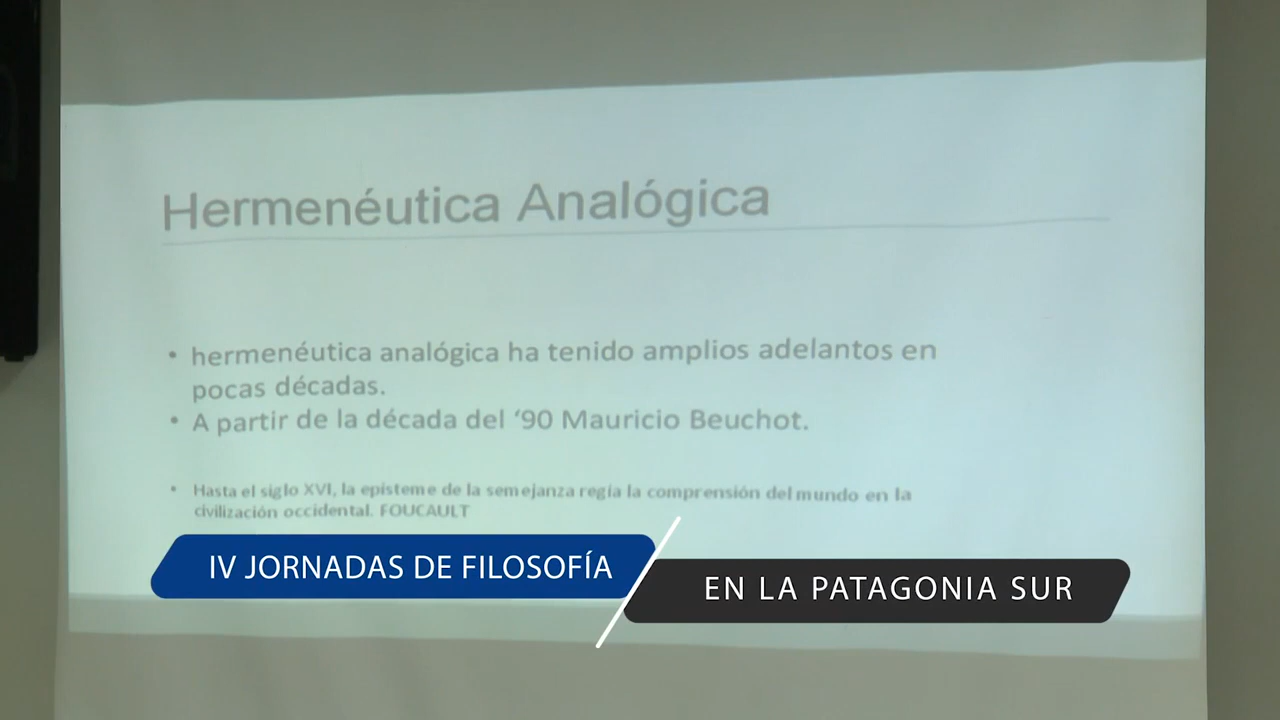 Hermenéutica Analógica
• hermenéutica analógica ha tenido amplios adelantos en
pocas décadas.
• A partir de la década del ‘90 Mauricio Beuchot.
• Hasta el siglo XVI, la episteme de la semejanza regía la comprensión del mundo en la
civilización occidental. FOUCAULT
IV JORNADAS DE FILOSOFÍA
EN LA PATAGONIA SUR